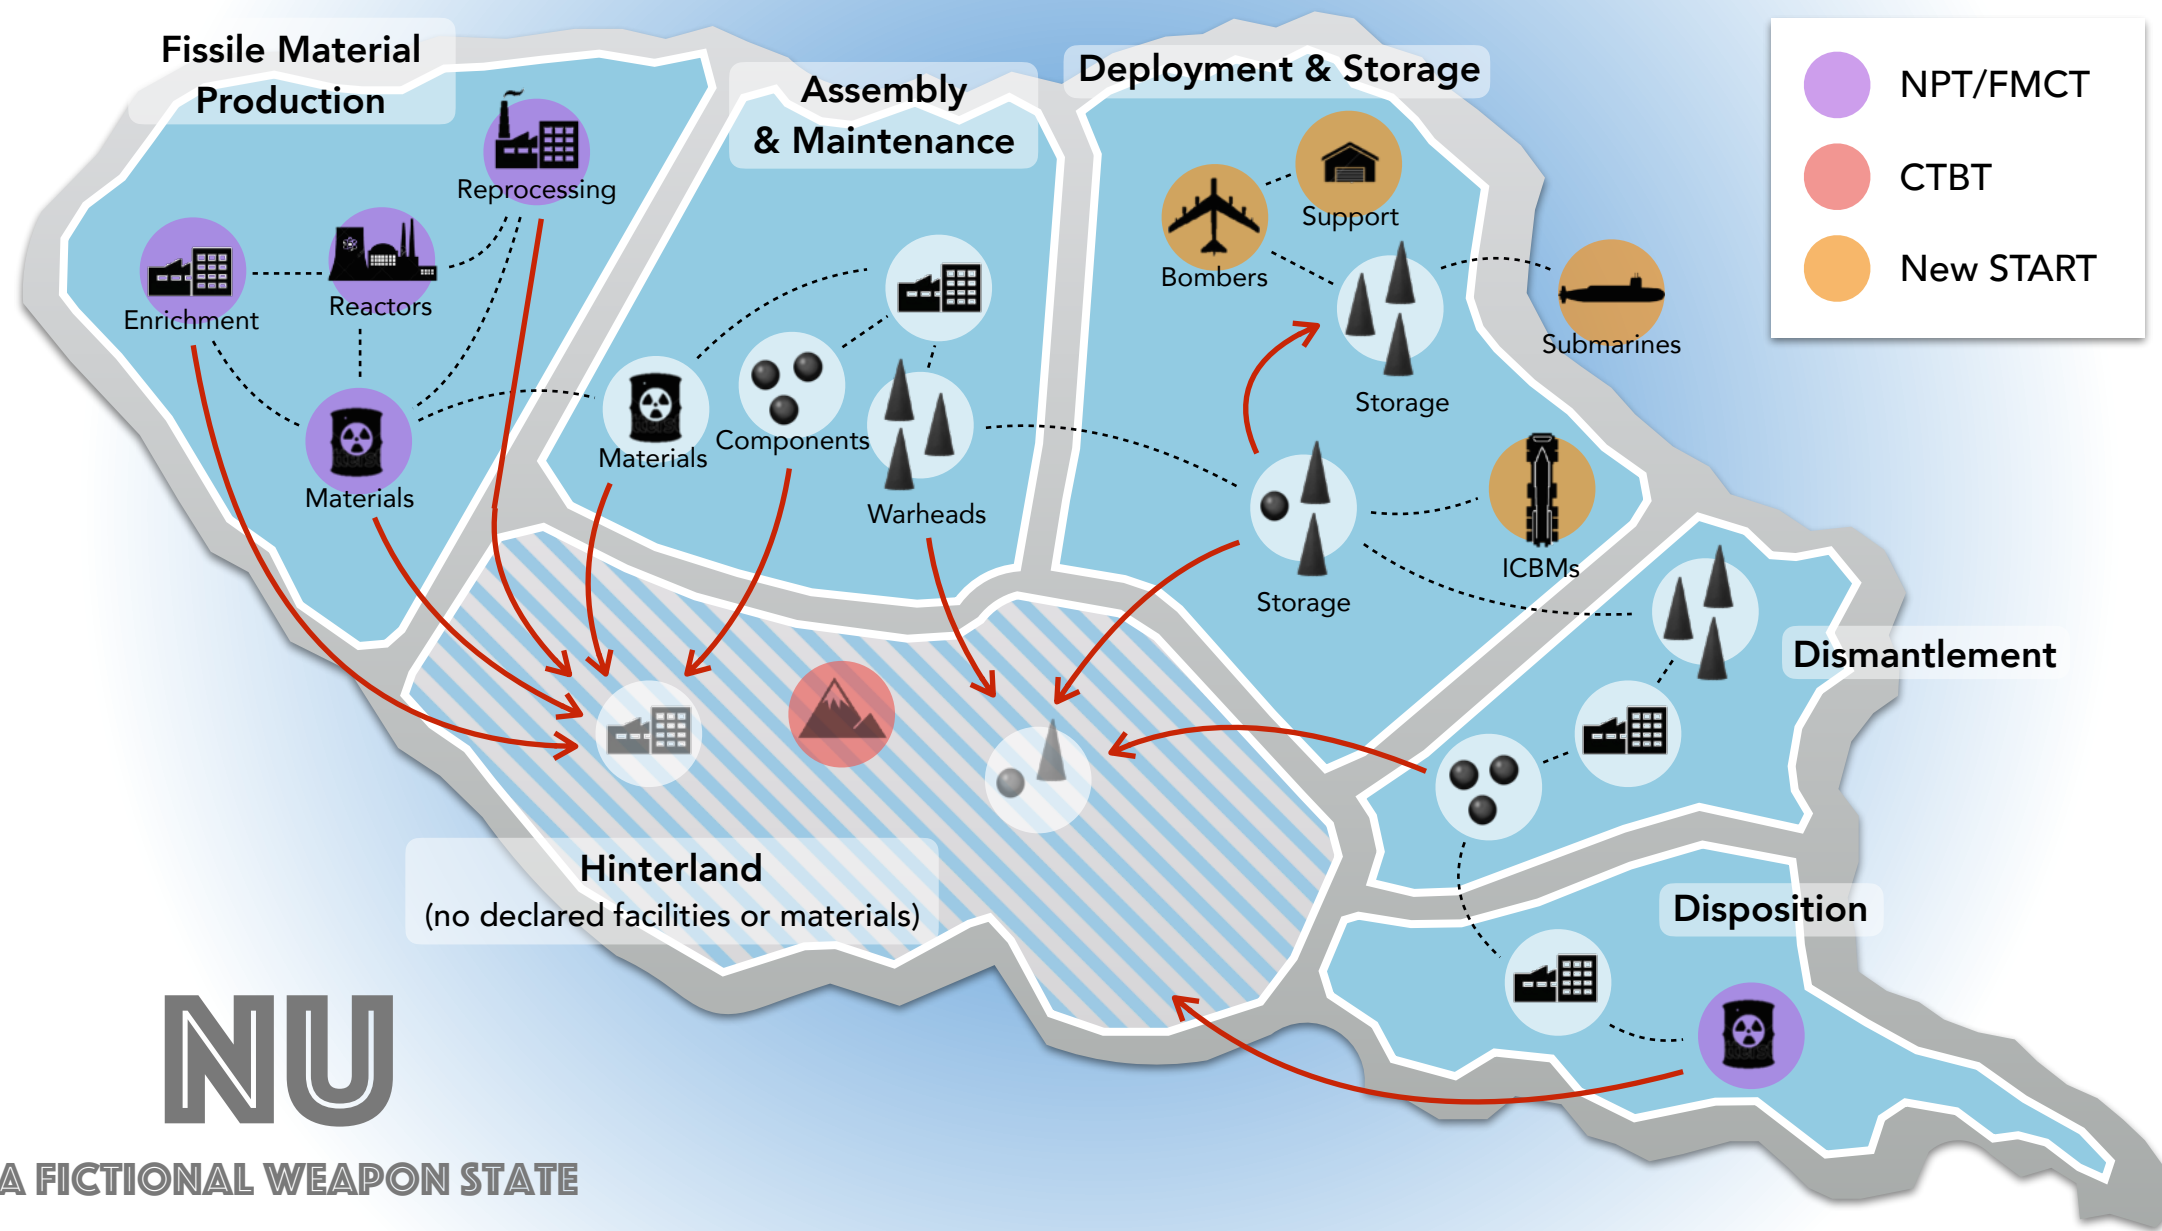 Fissile Material
Production
Reprocessing
Enrichment
Reactors
Materials
Assembly
& Maintenance
Materials
Components
Warheads
Deployment & Storage
Support
Bombers
Storage
Submarines
Storage
ICBMs
NPT/FMCT
CTBT
New START
Dismantlement
Disposition
Hinterland
(no declared facilities or materials)
NU
A FICTIONAL WEAPON STATE